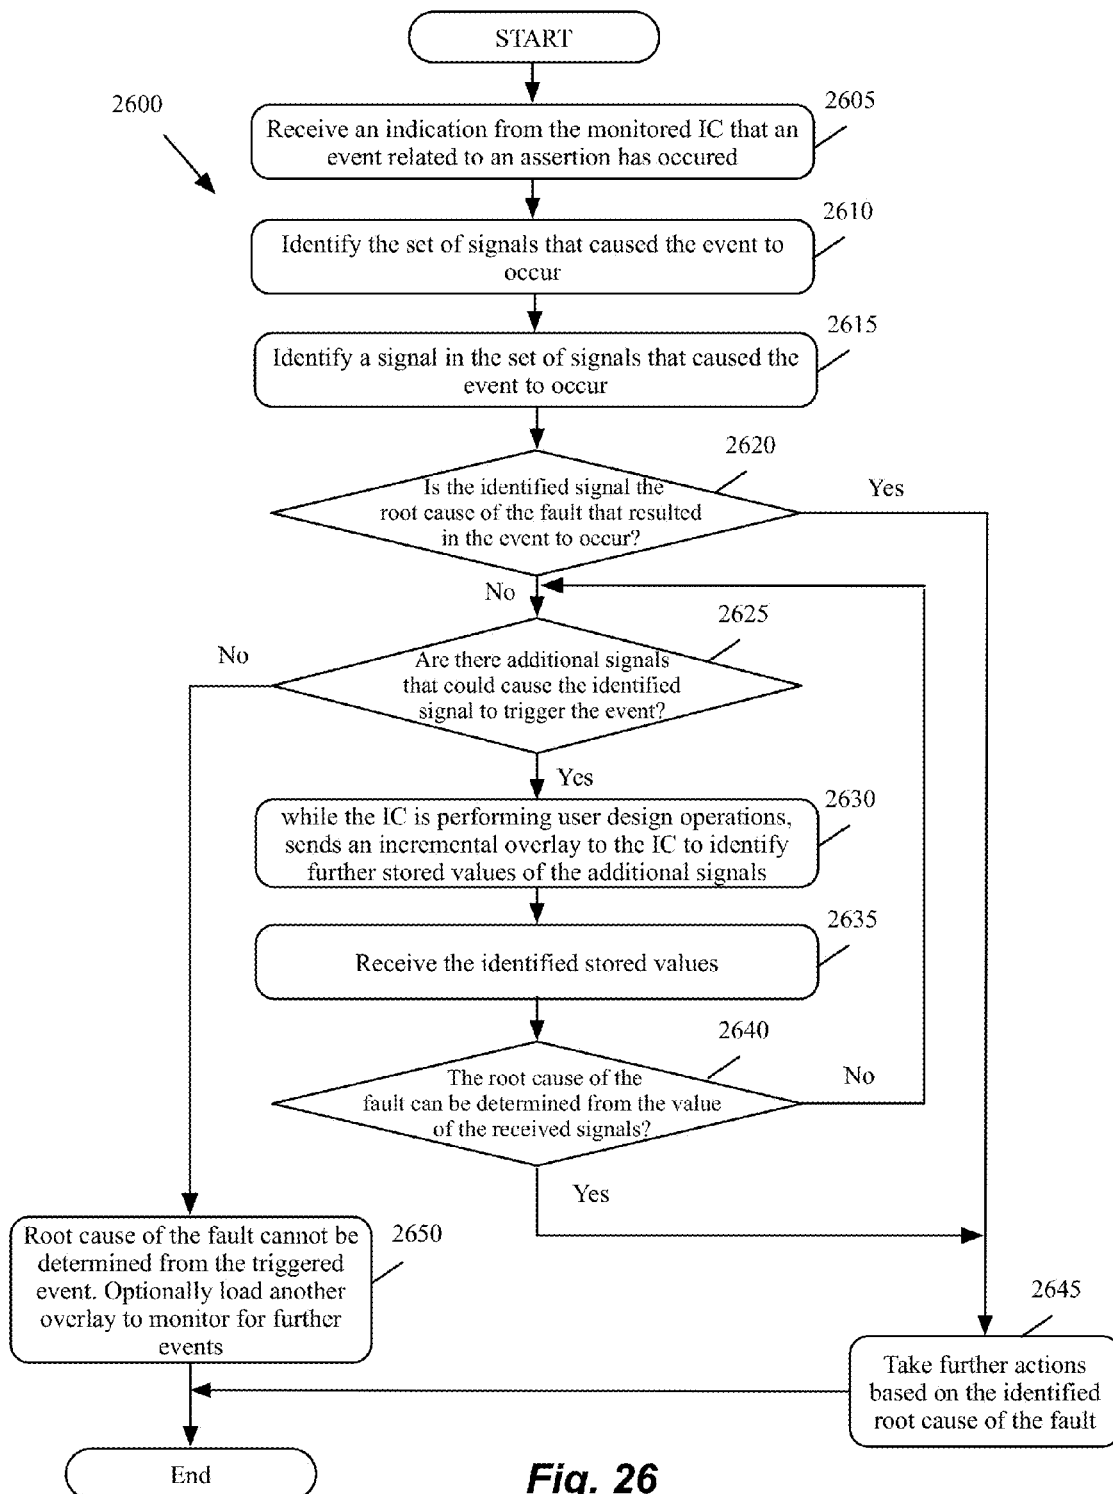 START
2600
2605
Receive an indication from the monitored IC that an
event related to an assertion has occured
2610
Identify the set of signals that caused the event to
occur
2615
Identify a signal in the set of signals that caused the
event to occur
2620
Is the identified signal the
root cause of the fault that resulted
in the event to occur?
Yes
No
2625
No
Are there additional signals
that could cause the identified
signal to trigger the event?
Yes
2630
while the IC is performing user design operations,
sends an incremental overlay to the IC to identify
further stored values of the additional signals
2635
Receive the identified stored values
2640
The root cause of the
fault can be determined from the value
of the received signals?
No
Yes
2650
Root cause of the fault cannot be
determined from the triggered
event. Optionally load another
overlay to monitor for further
events
2645
Take further actions
based on the identified
root cause of the fault
End
Fig. 26